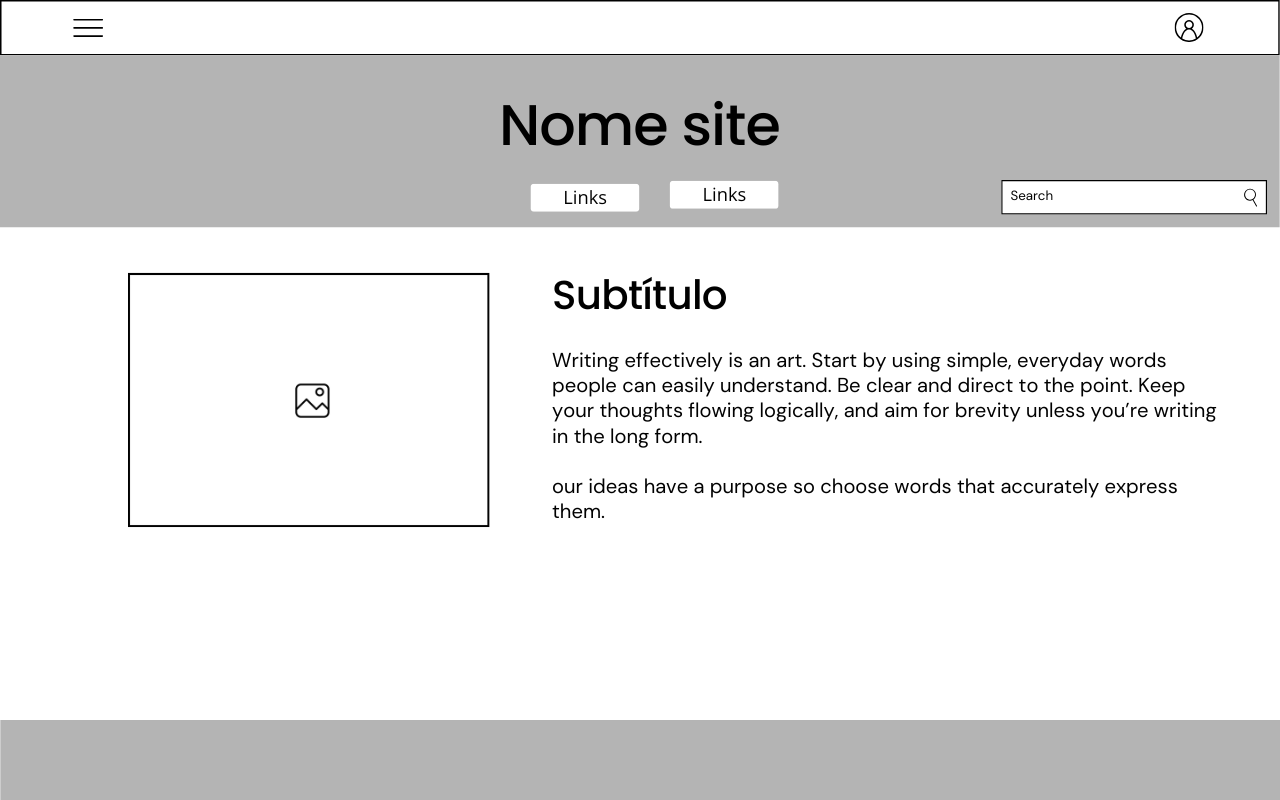 Nome site
Links
Links
Search
Subtítulo
Writing effectively is an art. Start by using simple, everyday words
people can easily understand. Be clear and direct to the point. Keep
your thoughts flowing logically, and aim for brevity unless you’re writing
in the long form.
our ideas have a purpose so choose words that accurately express
them.